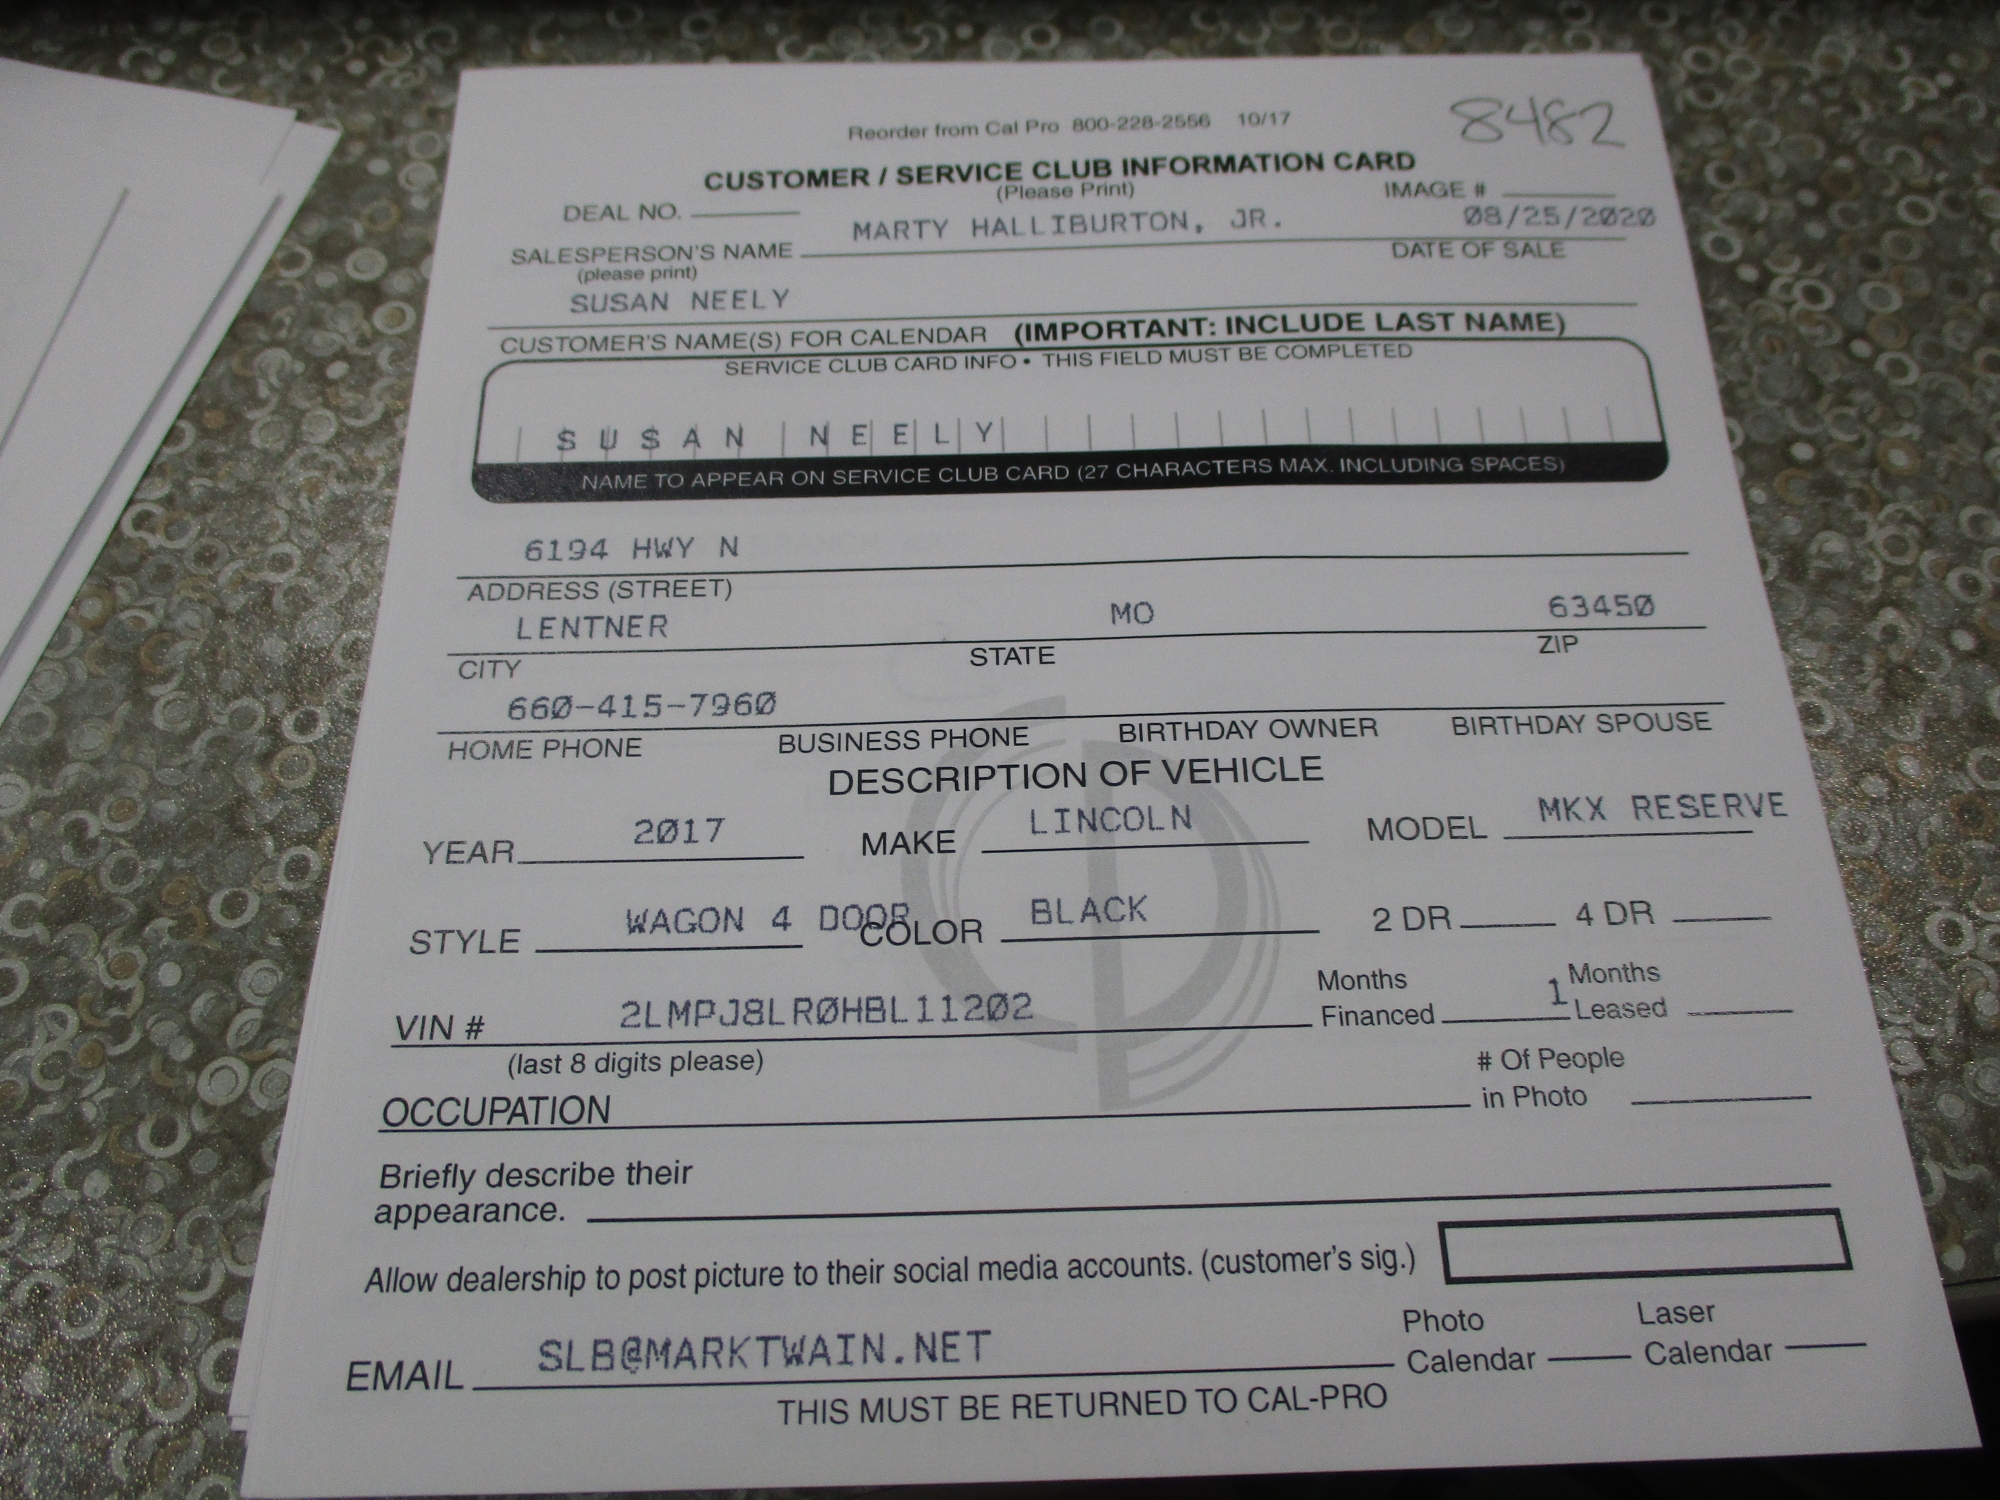 Reorder from Cal Pro 800-228-2556 10/17
8482
CUSTOMER / SERVICE CLUB INFORMATION CARD
(Please Print)
DEAL NO.
IMAGE #
MARTY HALLIBURTON, JR.
08/25/2020
SALESPERSON'S NAME
DATE OF SALE
(please print)
SUSAN NEELY
CUSTOMER'S NAME(S) FOR CALENDAR (IMPORTANT: INCLUDE LAST NAME)
SERVICE CLUB CARD INFO • THIS FIELD MUST BE COMPLETED
SUSAN NEELY
NAME TO APPEAR ON SERVICE CLUB CARD (27 CHARACTERS MAX. INCLUDING SPACES)
6194 HWY N
ADDRESS (STREET)
LENTNER MO 63450
CITY STATE ZIP
660-415-7960
HOME PHONE BUSINESS PHONE BIRTHDAY OWNER BIRTHDAY SPOUSE
DESCRIPTION OF VEHICLE
YEAR 2017 MAKE LINCOLN MODEL MKX RESERVE
STYLE WAGON 4 DOOR COLOR BLACK 2 DR 4 DR
VIN # 2LMPJ8LR0HBL11202 Months Financed 1 Months Leased
(last 8 digits please)
# Of People in Photo
OCCUPATION
Briefly describe their
appearance.
Allow dealership to post picture to their social media accounts. (customer's sig.)
EMAIL SLB@MARKTWAIN.NET Photo Calendar Laser Calendar
THIS MUST BE RETURNED TO CAL-PRO